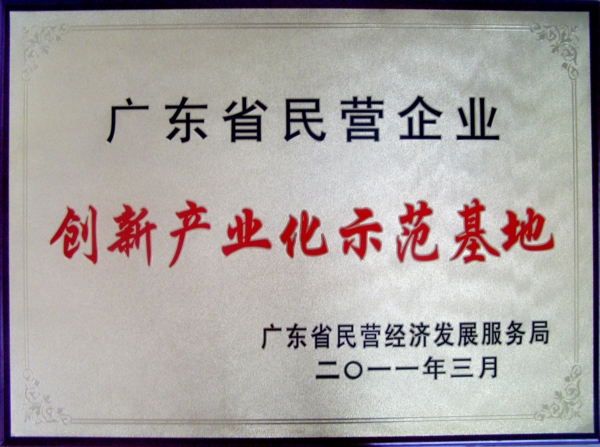 广东省民营企业
创新产业化示范基地
广东省民营经济发展服务局
二〇一一年三月